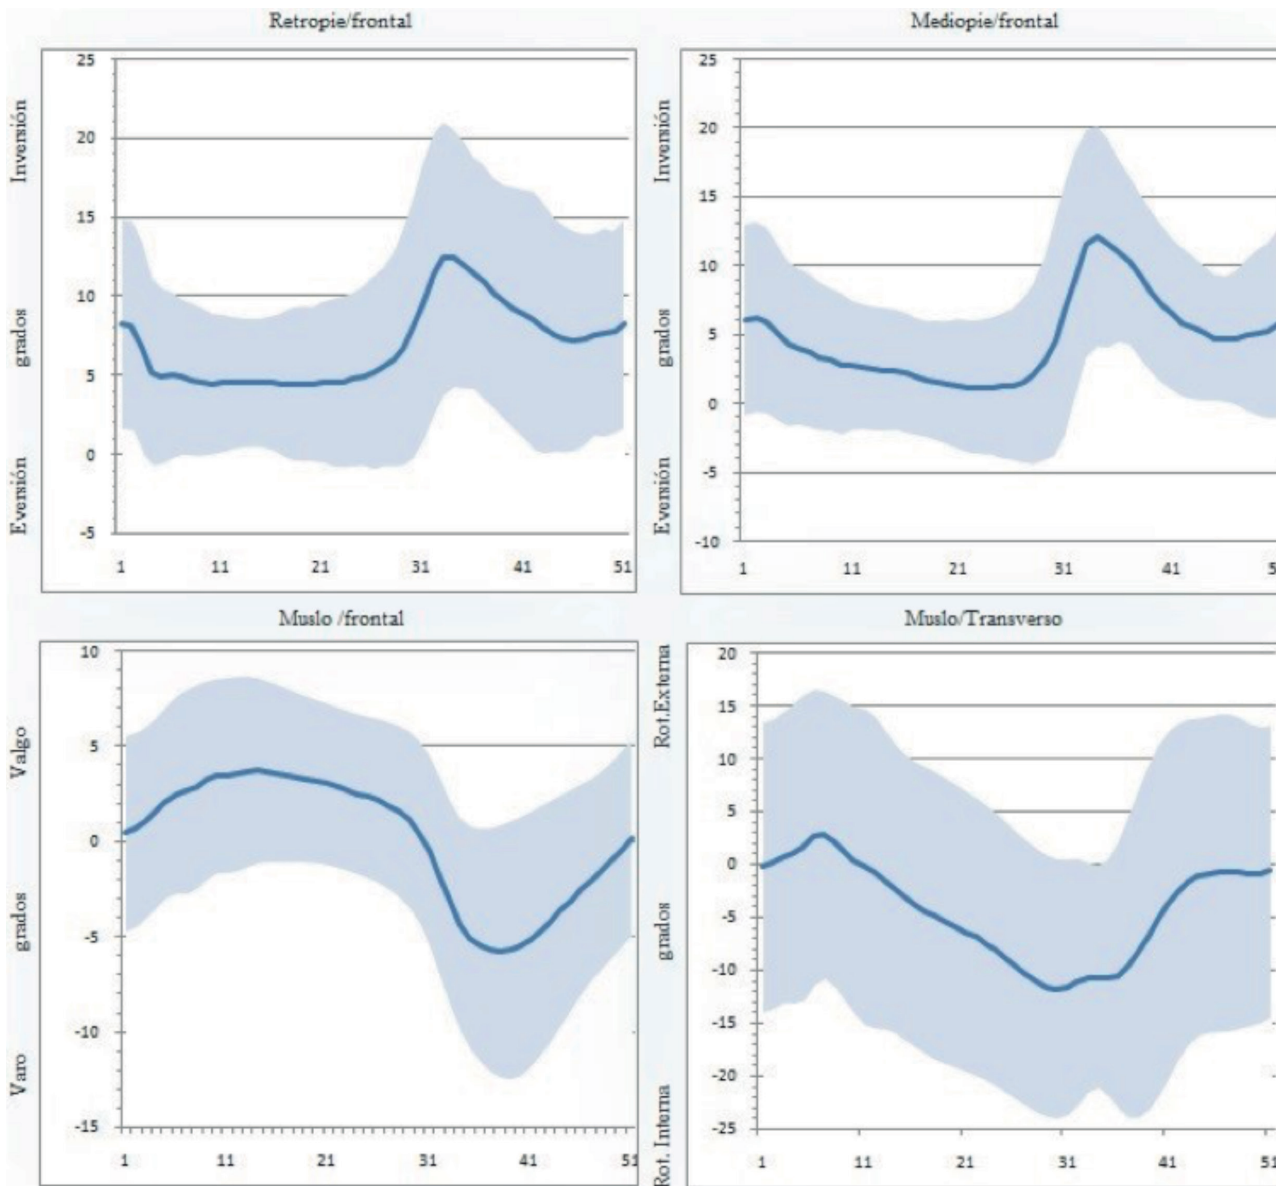 Retropie/frontal
Inversión
grados
Eversión
25
20
15
10
5
0
-5
1 11 21 31 41 51
Mediopie/frontal
Inversión
grados
Eversión
25
20
15
10
5
0
-5
-10
1 11 21 31 41 51
Muslo /frontal
Valgo
grados
Varo
10
5
0
-5
-10
-15
1 11 21 31 41 51
Muslo/Transverso
Rot.Externa
grados
Rot. Interna
20
15
10
5
0
-5
-10
-15
-20
-25
1 11 21 31 41 51